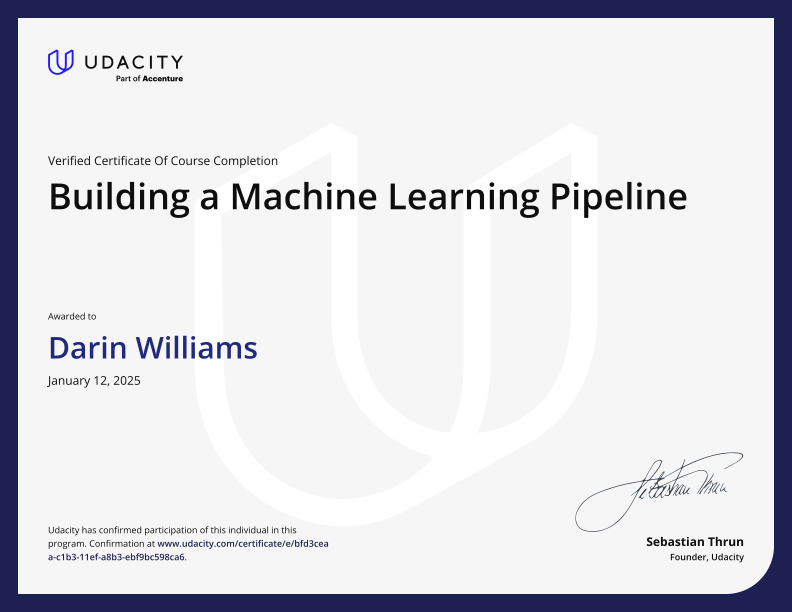 UDACITY
Part of Accenture
Verified Certificate Of Course Completion
Building a Machine Learning Pipeline
Awarded to
Darin Williams
January 12, 2025
Udacity has confirmed participation of this individual in this
program. Confirmation at www.udacity.com/certificate/e/bfd3cea
a-c1b3-11ef-a8b3-ebf9bc598ca6.
Sebastian Thrun
Sebastian Thrun
Founder, Udacity